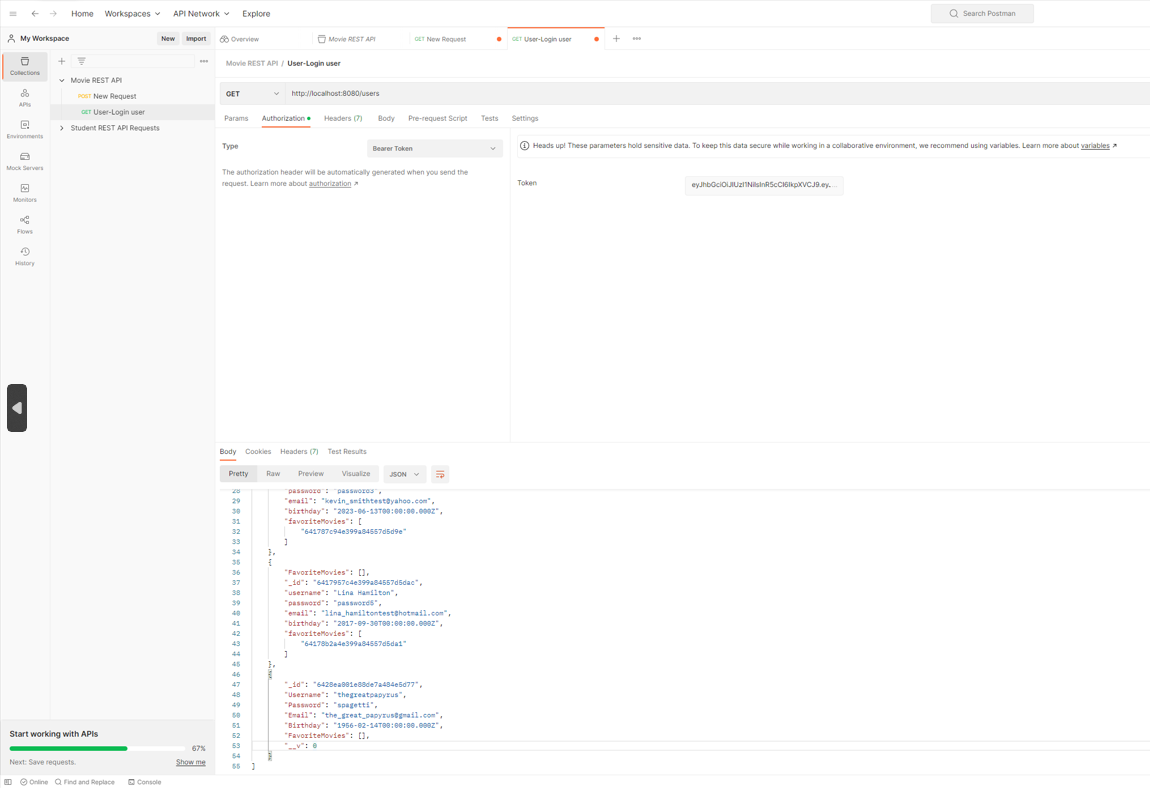 Home Workspaces API Network Explore Search Postman
My Workspace New Import Overview Movie REST API GET New Request GET User-Login user
Collections
APIs
Environments
Mock Servers
Monitors
Flows
History
Movie REST API
POST New Request
GET User-Login user
Student REST API Requests
Movie REST API / User-Login user
GET http://localhost:8080/users
Params Authorization Headers (7) Body Pre-request Script Tests Settings
Type Bearer Token
The authorization header will be automatically generated when you send the
request. Learn more about authorization ↗
Heads up! These parameters hold sensitive data. To keep this data secure while working in a collaborative environment, we recommend using variables. Learn more about variables ↗
Token
Body Cookies Headers (7) Test Results
Pretty Raw Preview Visualize JSON
28 "password": "password3",
29 "email": "kevin_smithtest@yahoo.com",
30 "birthday": "2023-06-13T00:00:00.000Z",
31 "favoriteMovies": [
32 "641787c94e399a84557d5d9e"
33 ]
34 },
35 {
36 "FavoriteMovies": [],
37 "_id": "6417957c4e399a84557d5dac",
38 "username": "Lina Hamilton",
39 "password": "password5",
40 "email": "lina_hamiltontest@hotmail.com",
41 "birthday": "2017-09-30T00:00:00.000Z",
42 "favoriteMovies": [
43 "64178b2a4e399a84557d5da1"
44 ]
45 },
46 {
47 "_id":
48 "Username": "thegreatpapyrus",
49 "Password": "spagetti",
50 "Email": "the_great_papyrus@gmail.com",
51 "Birthday": "1956-02-14T00:00:00.000Z",
52 "FavoriteMovies": [],
53 "__v": 0
54 }
55 ]
Start working with APIs
67%
Next: Save requests. Show me
Online Find and Replace Console